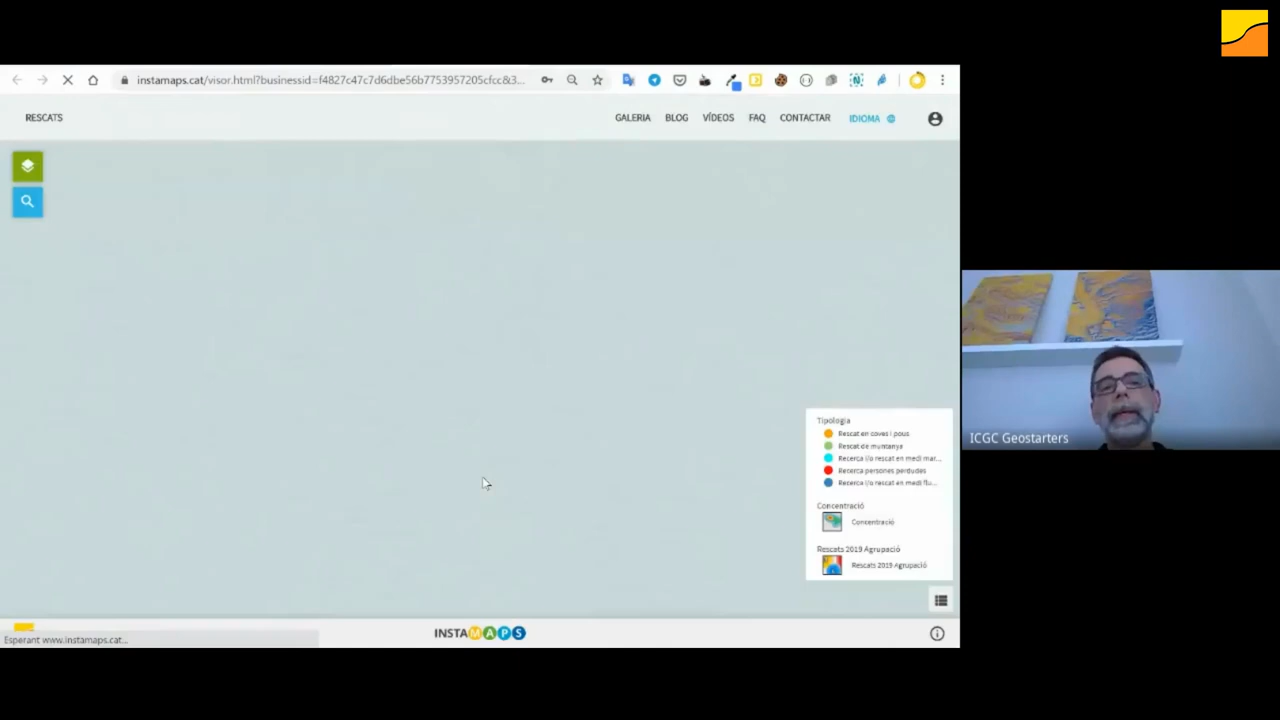 instamaps.cat/visor.html?businessid=f4827c47c7d6dbe56b7753957205cfcc&3...
RESCATS
GALERIA BLOG VÍDEOS FAQ CONTACTAR IDIOMA
Tipologia
Rescat en coves i pous
Rescat de muntanya
Recerca i/o rescat en medi mar...
Recerca persones perdudes
Recerca i/o rescat en medi flu...
Concentració
Concentració
Rescats 2019 Agrupació
Rescats 2019 Agrupació
ICGC Geostarters
Esperant www.instamaps.cat...
INSTAMAPS